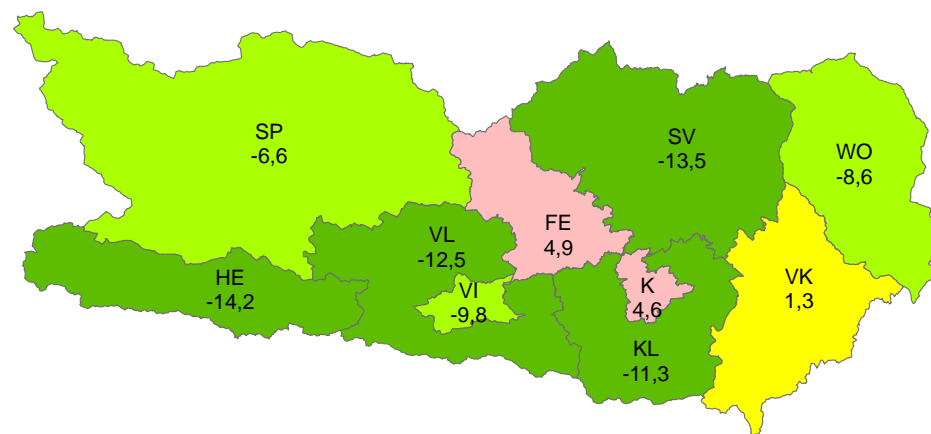 SP
-6,6
SV
-13,5
WO
-8,6
FE
4,9
VL
-12,5
HE
-14,2
VI
-9,8
K
4,6
VK
1,3
KL
-11,3